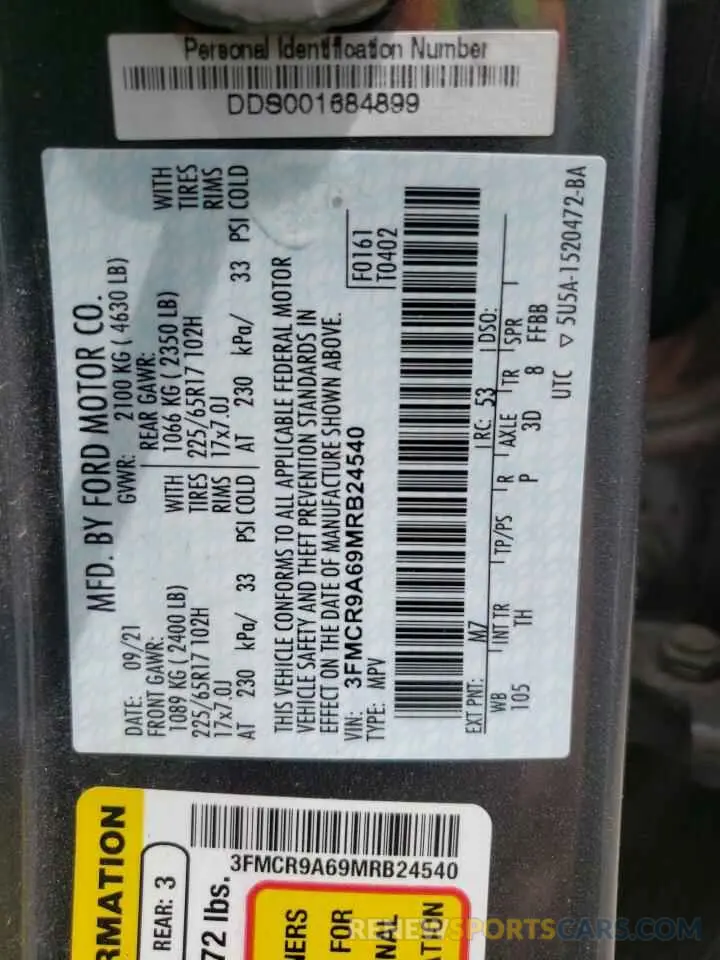 Personal Identification Number
DDS001684899
MFD. BY FORD MOTOR CO.
DATE: 09/21 GVWR: 2100 KG ( 4630 LB)
FRONT GAWR: REAR GAWR:
1089 KG ( 2400 LB) WITH 1066 KG ( 2350 LB) WITH
225/65R17 102H TIRES 225/65R17 102H TIRES
17x7.0J RIMS 17x7.0J RIMS
AT 230 kPa/ 33 PSI COLD AT 230 kPa/ 33 PSI COLD
THIS VEHICLE CONFORMS TO ALL APPLICABLE FEDERAL MOTOR
VEHICLE SAFETY AND THEFT PREVENTION STANDARDS IN
EFFECT ON THE DATE OF MANUFACTURE SHOWN ABOVE.
VIN: 3FMCR9A69MRB24540 F0161
TYPE: MPV T0402
EXT PNT: M7 RC: 53 DSO:
WB INT TR TP/PS R AXLE TR SPR
105 TH P 3D 8 FFBB
UTC ▽ 5U5A-1520472-BA
RMATION
REAR: 3
72 lbs.
3FMCR9A69MRB24540
NERS
FOR
NAL
ATION
RENEWSPORTSCARS.COM